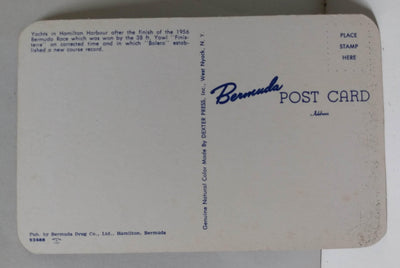 Yachts in Hamilton Harbour after the finish of the 1956
Bermuda Race which was won by the 38 ft. Yawl "Finis-
terre" on corrected time and in which "Bolero" estab-
lished a new course record.
PLACE
STAMP
HERE
Bermuda
POST CARD
Address
Genuine Natural Color Made By DEXTER PRESS, Inc., West Nyack, N. Y.
Pub. by Bermuda Drug Co., Ltd., Hamilton, Bermuda